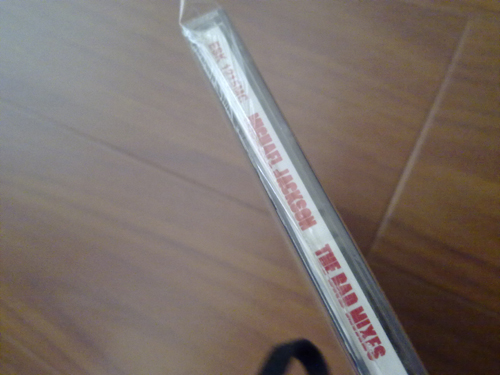 MICHAEL JACKSON THE BAD MIXES